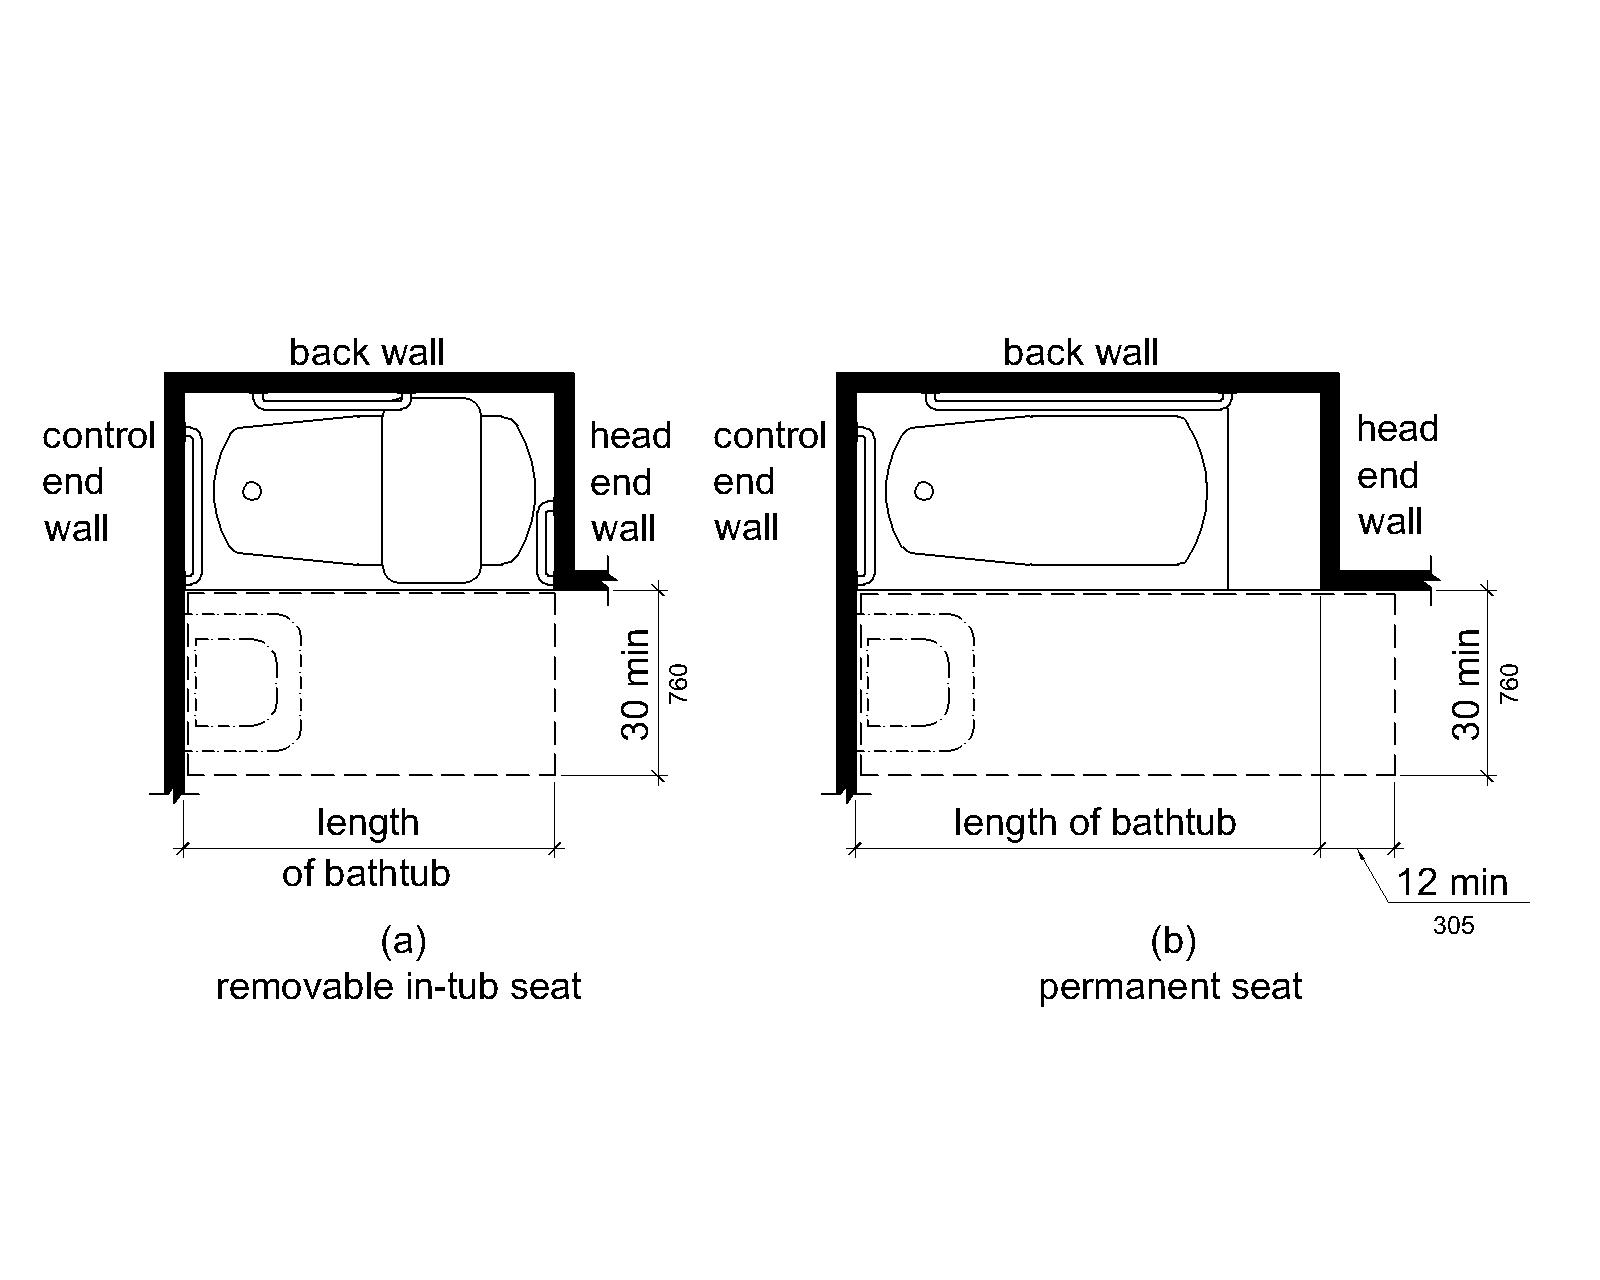 back wall
control
end
wall
head
end
wall
30 min
760
length
of bathtub
(a)
removable in-tub seat
back wall
control
end
wall
head
end
wall
30 min
760
length of bathtub
12 min
305
(b)
permanent seat